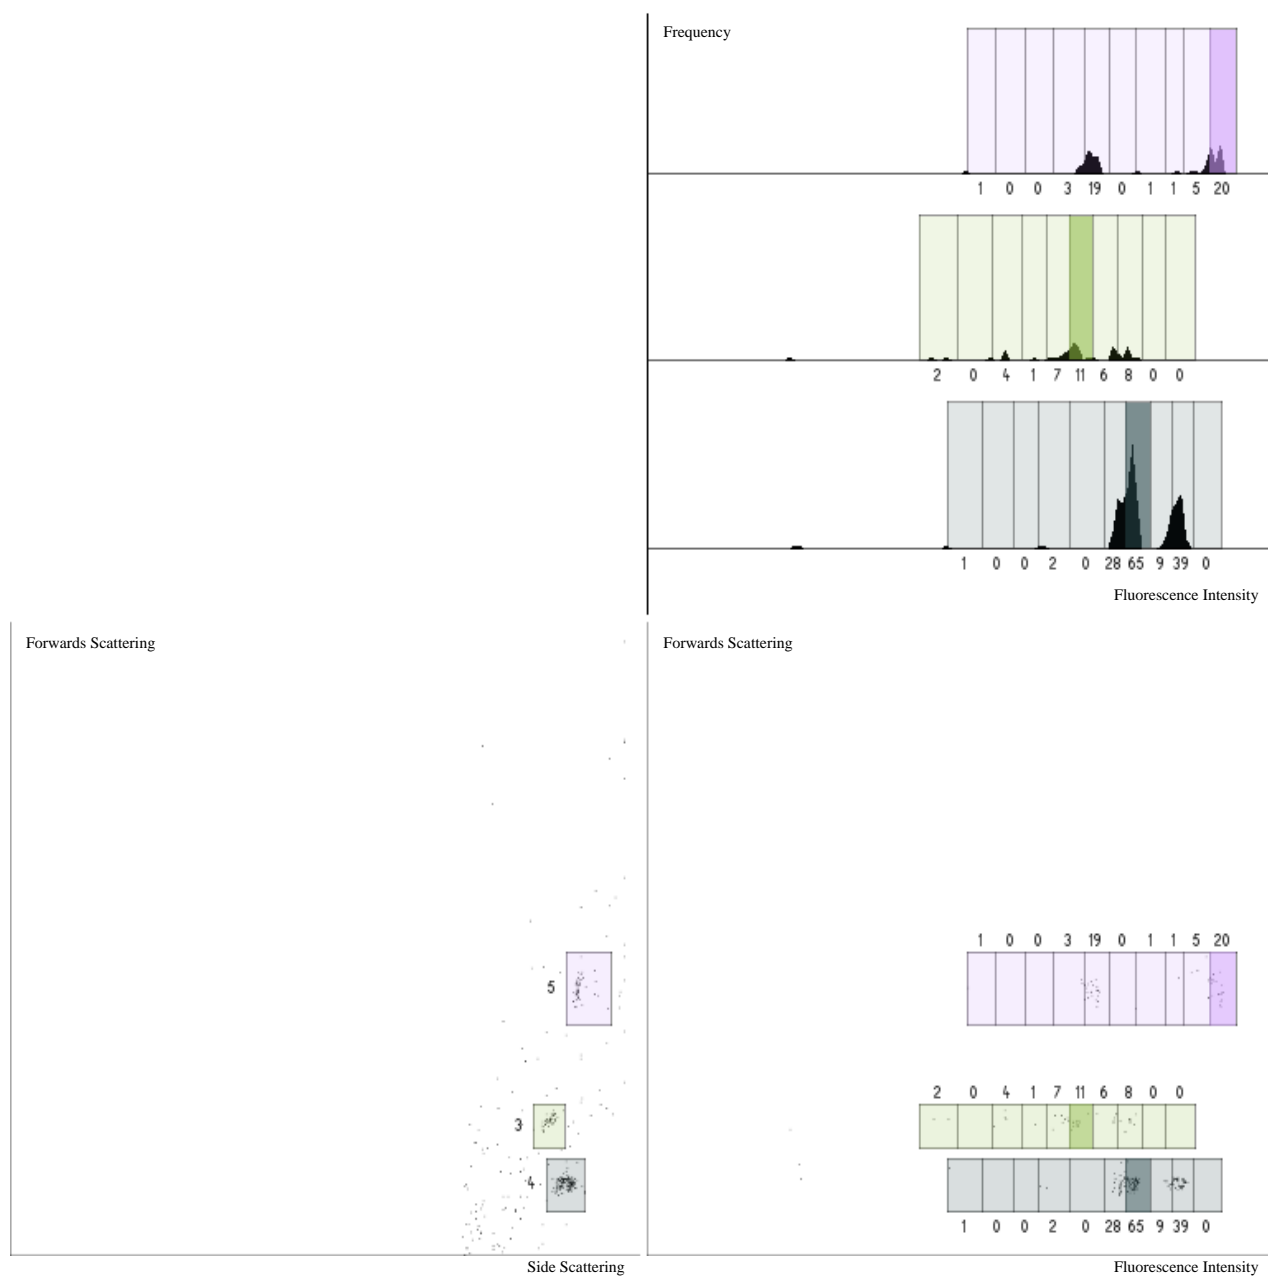 Frequency
1 0 0 3 19 0 1 1 5 20
2 0 4 1 7 11 6 8 0 0
1 0 0 2 0 28 65 9 39 0
Fluorescence Intensity
Forwards Scattering
5
3
4
Side Scattering
Forwards Scattering
1 0 0 3 19 0 1 1 5 20
2 0 4 1 7 11 6 8 0 0
1 0 0 2 0 28 65 9 39 0
Fluorescence Intensity